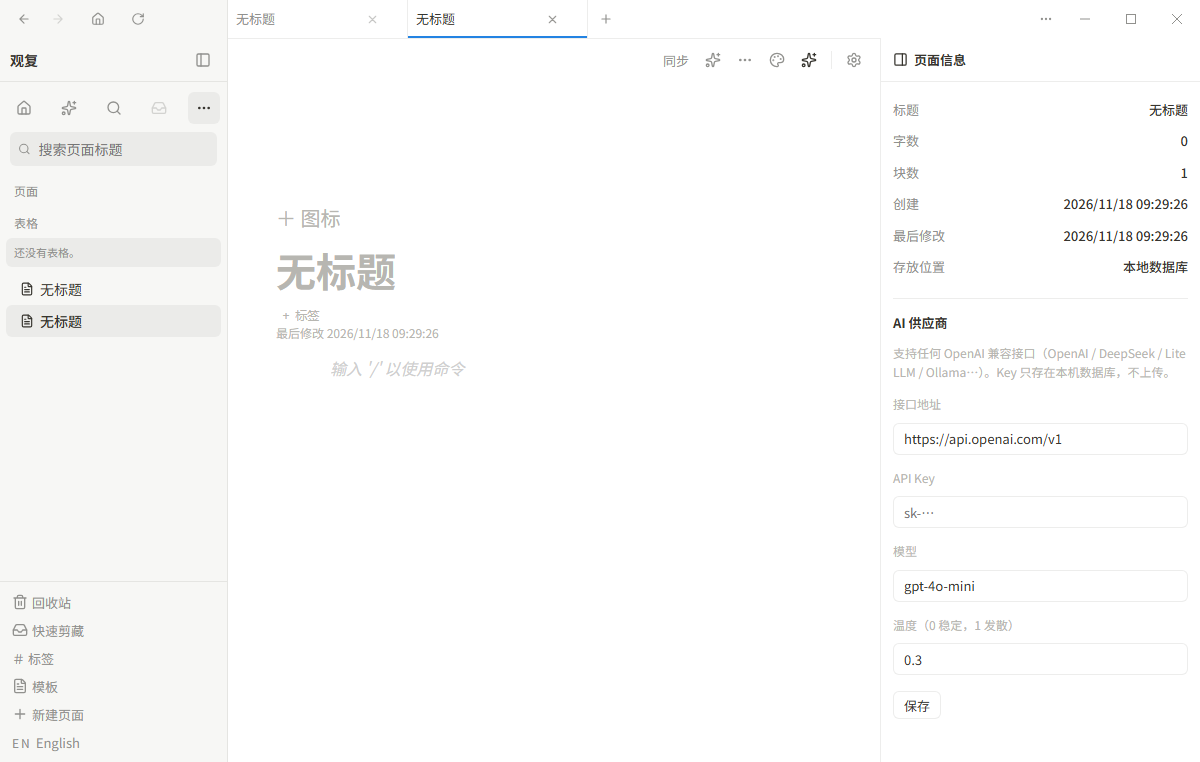 无标题
无标题
观复
搜索页面标题
页面
表格
还没有表格。
无标题
无标题
回收站
快速剪藏
# 标签
模板
新建页面
EN English
同步
图标
无标题
+ 标签
最后修改 2026/11/18 09:29:26
输入 '/' 以使用命令
页面信息
标题 无标题
字数 0
块数 1
创建 2026/11/18 09:29:26
最后修改 2026/11/18 09:29:26
存放位置 本地数据库
AI 供应商
支持任何 OpenAI 兼容接口（OpenAI / DeepSeek / Lite
LLM / Ollama…）。Key 只存在本机数据库，不上传。
接口地址
https://api.openai.com/v1
API Key
sk-…
模型
gpt-4o-mini
温度（0 稳定，1 发散）
0.3
保存